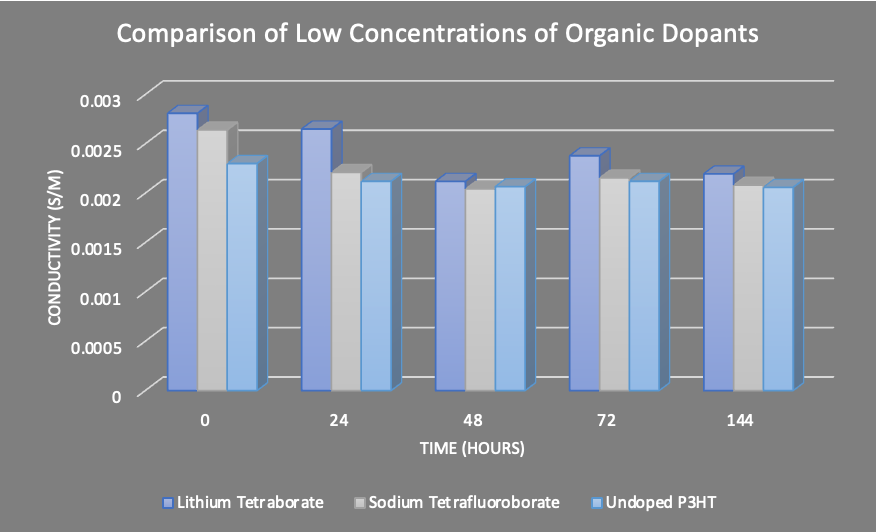 Comparison of Low Concentrations of Organic Dopants
0.003
0.0025
0.002
0.0015
0.001
0.0005
0
CONDUCTIVITY (S/M)
0 24 48 72 144
TIME (HOURS)
Lithium Tetraborate Sodium Tetrafluoroborate Undoped P3HT